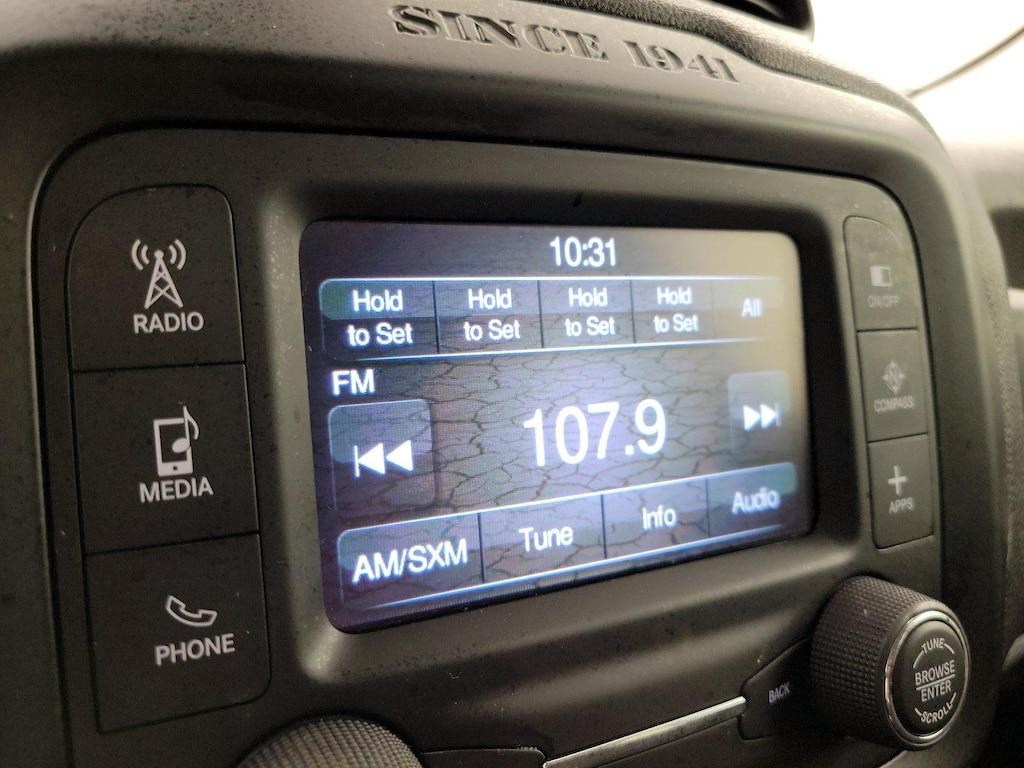 SINCE 1941
10:31
Hold to Set
Hold to Set
Hold to Set
Hold to Set
All
FM
107.9
AM/SXM
Tune
Info
Audio
RADIO
MEDIA
PHONE
ON/OFF
COMPASS
APPS
BACK
TUNE
BROWSE
ENTER
SCROLL